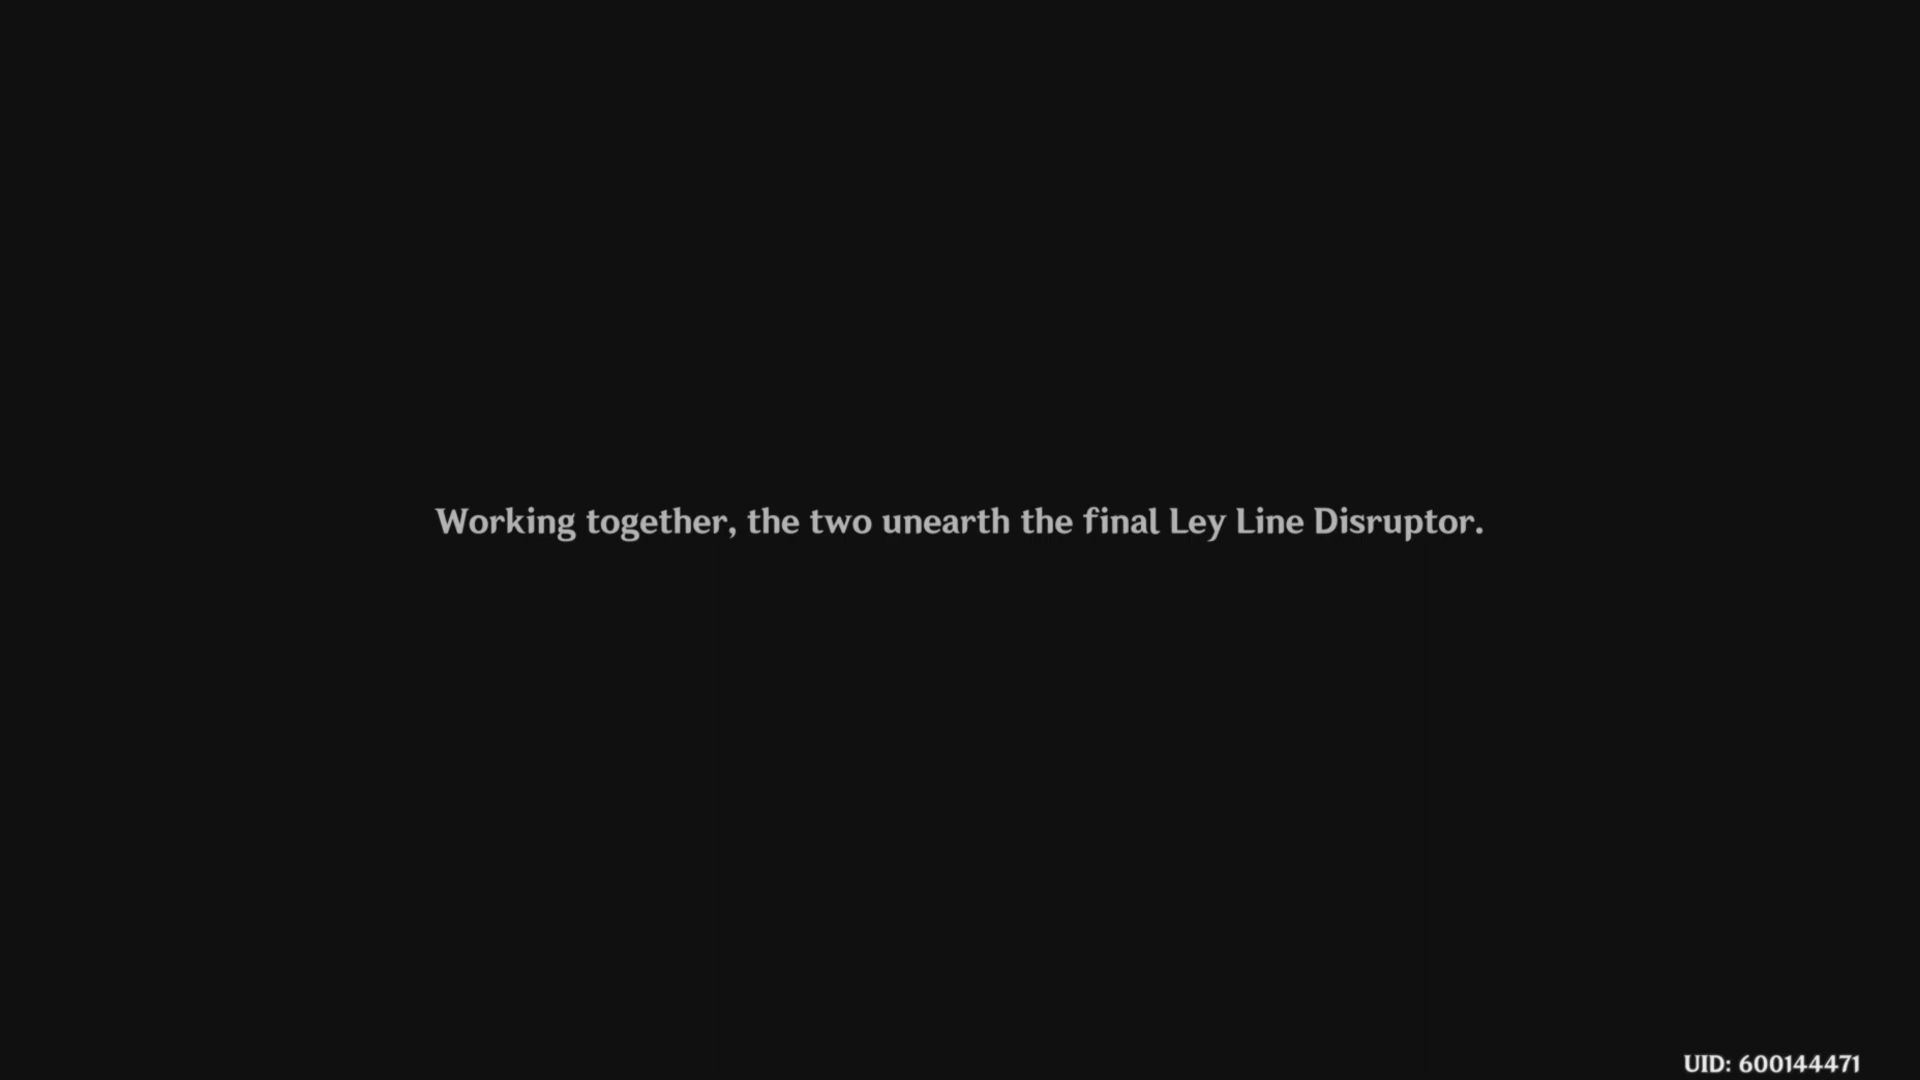 Working together, the two unearth the final Ley Line Disruptor.
UID: 600144471